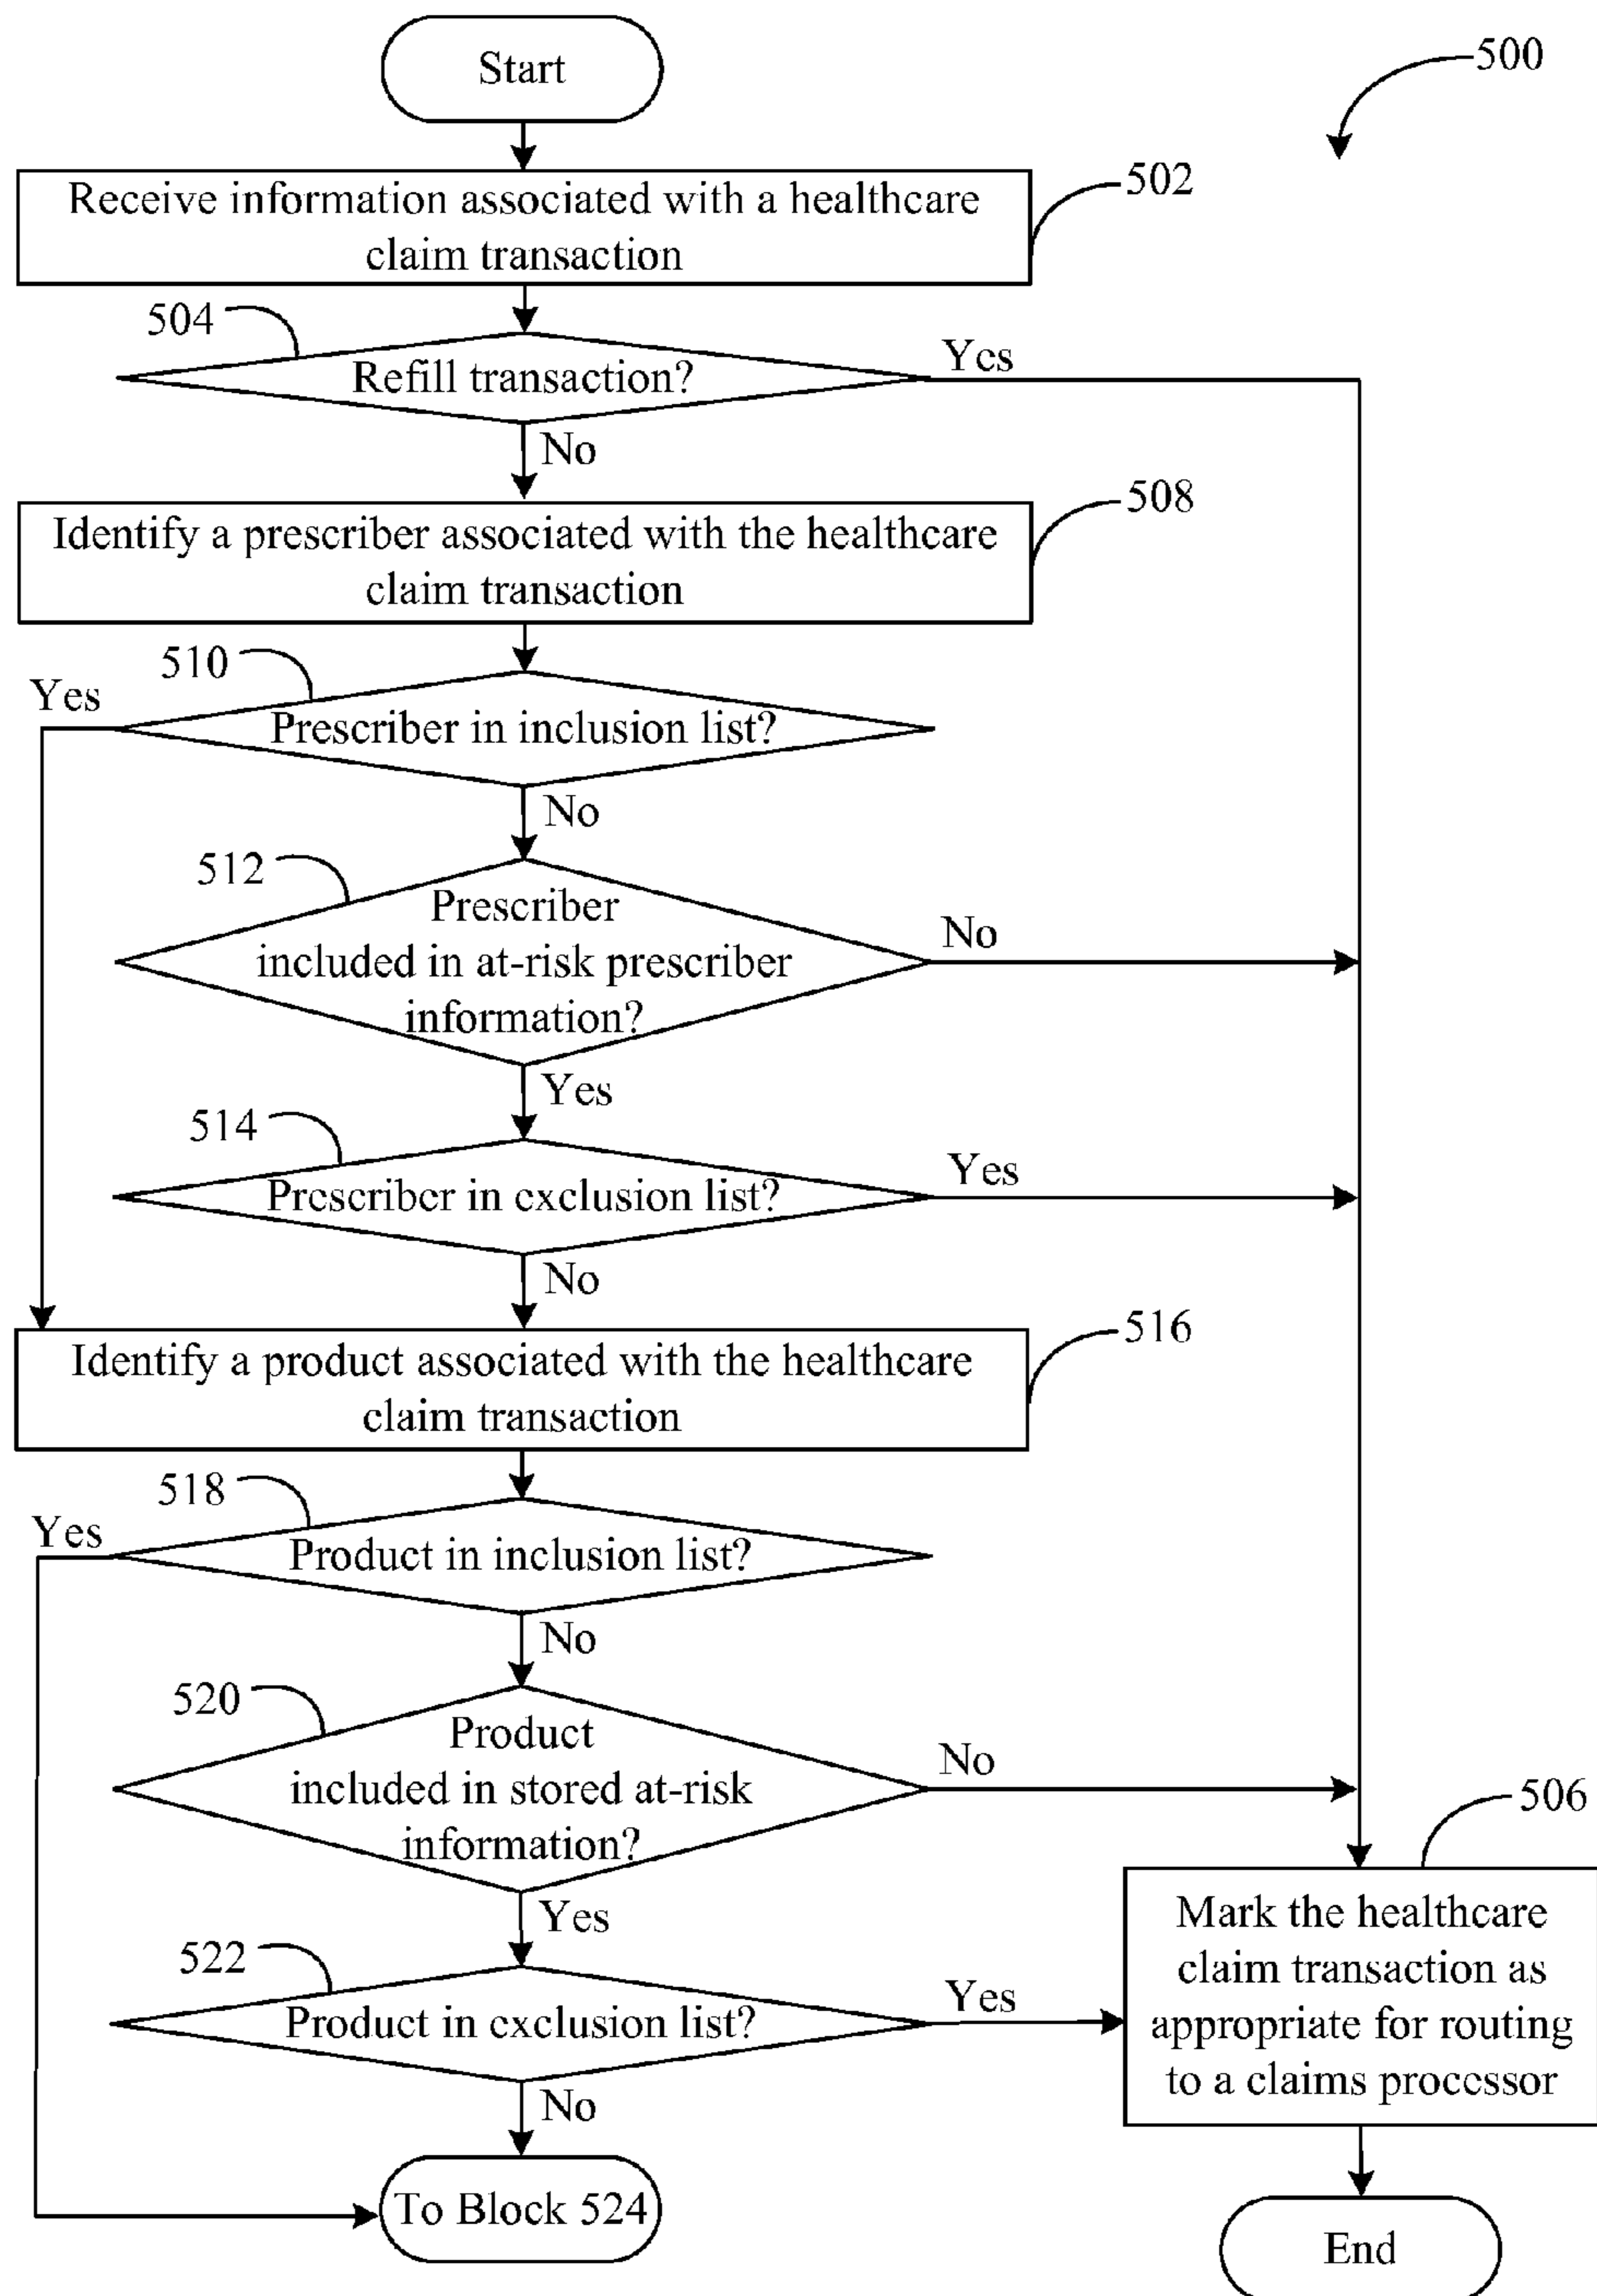 Start
500
Receive information associated with a healthcare
claim transaction
502
504
Refill transaction?
Yes
No
Identify a prescriber associated with the healthcare
claim transaction
508
510
Yes
Prescriber in inclusion list?
No
512
Prescriber
included in at-risk prescriber
information?
No
Yes
514
Prescriber in exclusion list?
Yes
No
Identify a product associated with the healthcare
claim transaction
516
518
Yes
Product in inclusion list?
No
520
Product
included in stored at-risk
information?
No
Yes
506
Mark the healthcare
claim transaction as
appropriate for routing
to a claims processor
522
Product in exclusion list?
Yes
No
To Block 524
End